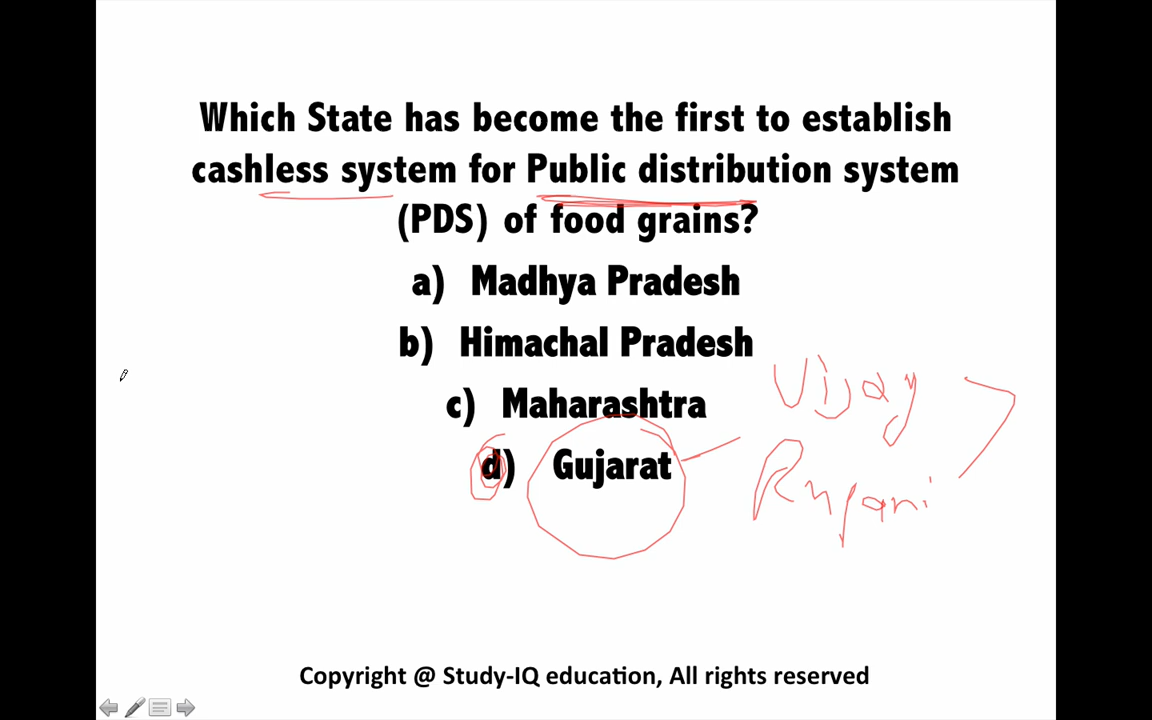 Which State has become the first to establish
cashless system for Public distribution system
(PDS) of food grains?
a) Madhya Pradesh
b) Himachal Pradesh
c) Maharashtra
d) Gujarat
Vijay
Rupani
Copyright @ Study-IQ education, All rights reserved